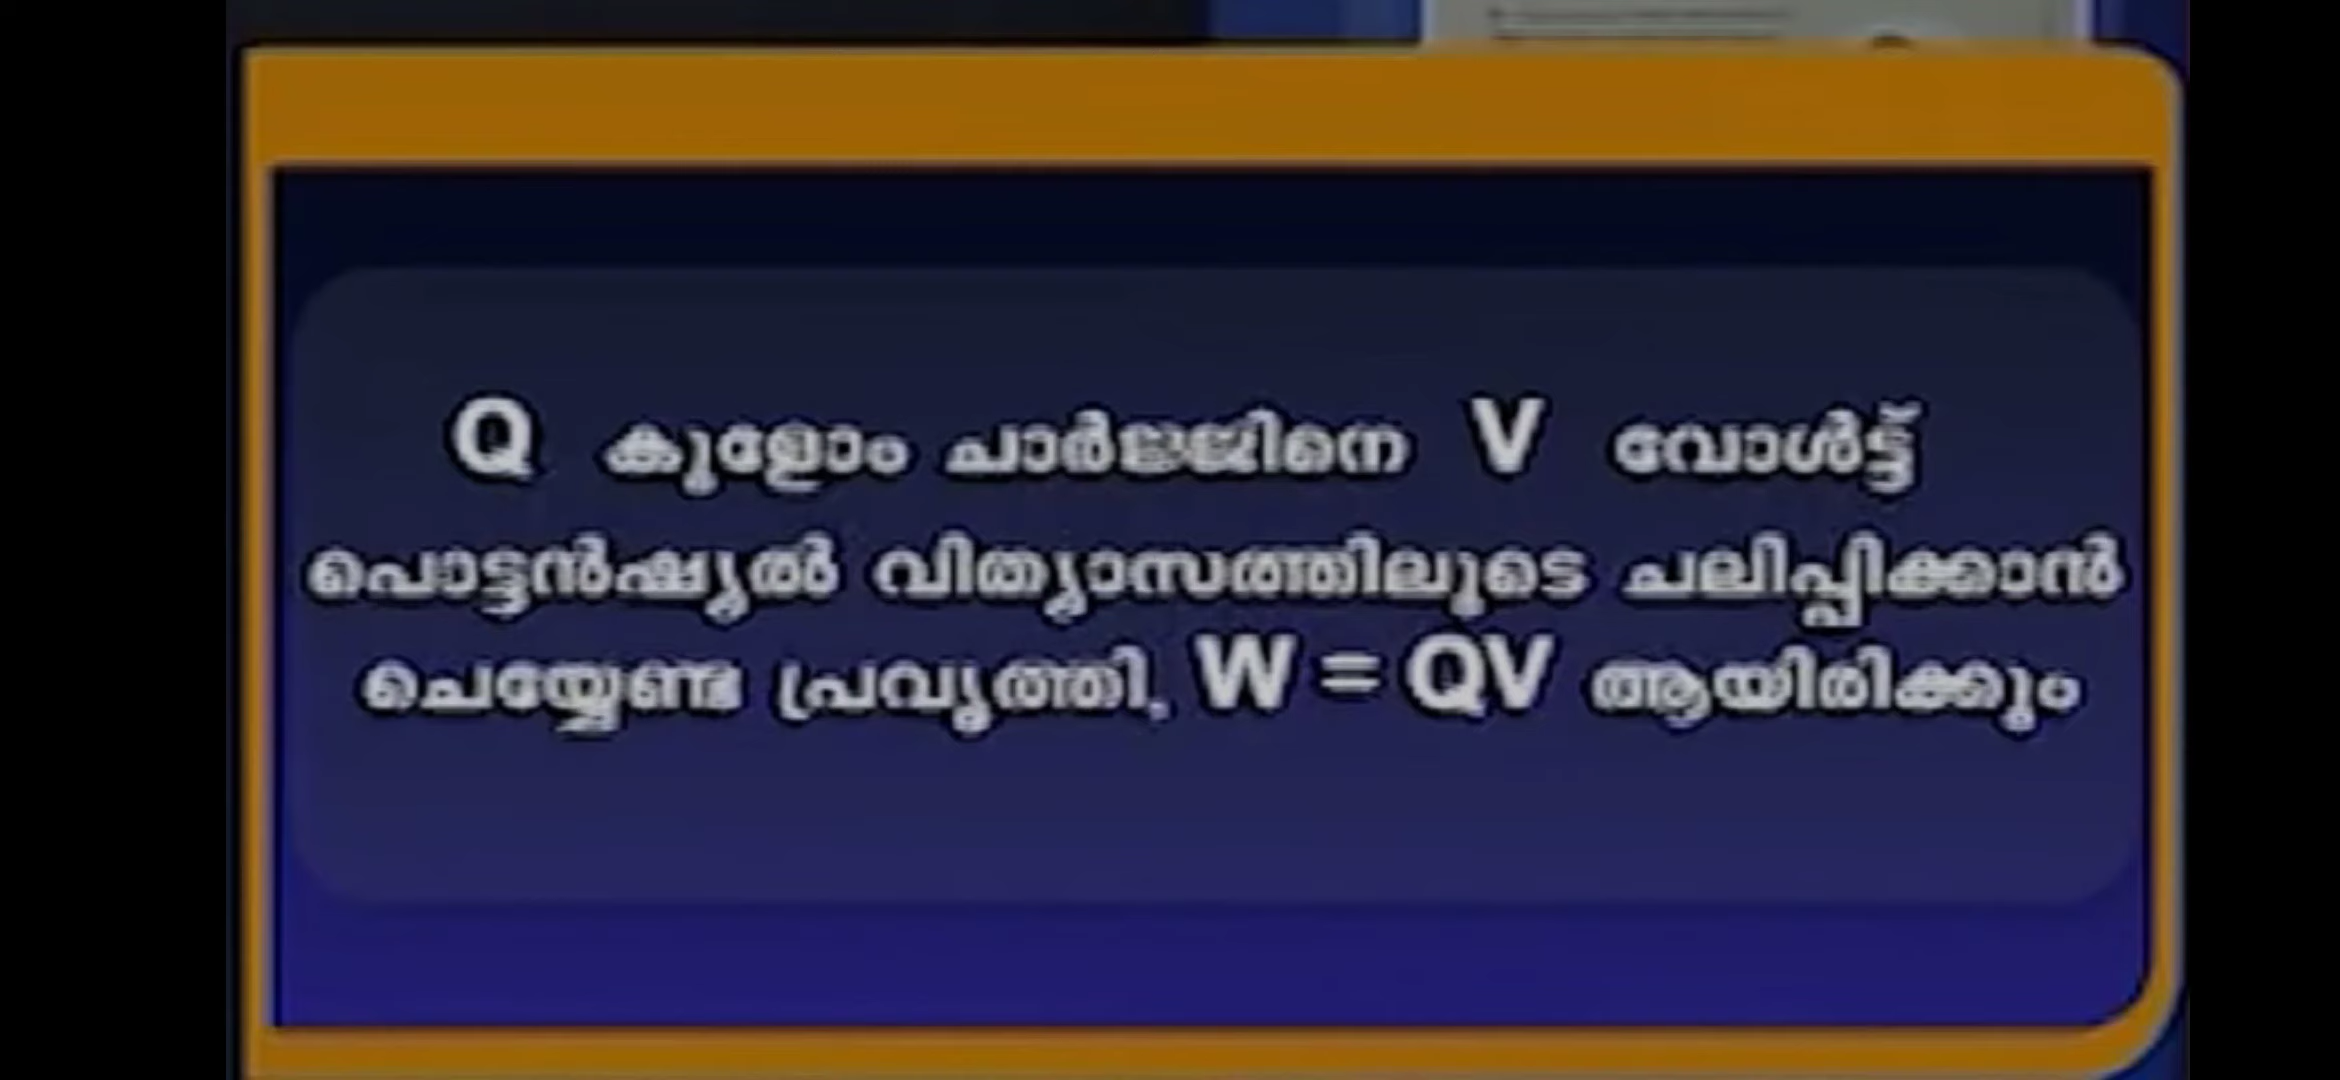 Q കൂളോം ചാർജ്ജിനെ V വോൾട്ട്
പൊട്ടൻഷ്യൽ വിത്യാസത്തിലൂടെ ചലിപ്പിക്കാൻ
ചെയ്യേണ്ട പ്രവൃത്തി, W = QV ആയിരിക്കും